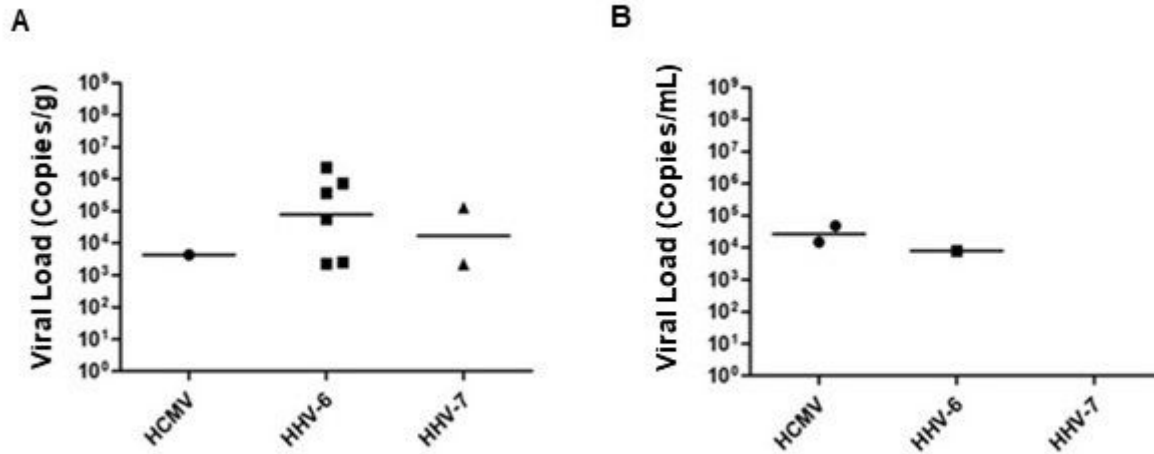 A
Viral Load (Copies/g)
10⁹
10⁸
10⁷
10⁶
10⁵
10⁴
10³
10²
10¹
10⁰
HCMV
HHV-6
HHV-7
B
Viral Load (Copies/mL)
10⁹
10⁸
10⁷
10⁶
10⁵
10⁴
10³
10²
10¹
10⁰
HCMV
HHV-6
HHV-7